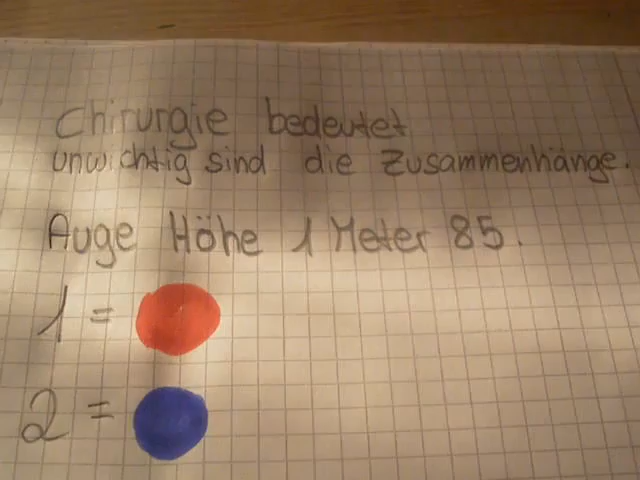 Chirurgie bedeutet
unwichtig sind die Zusammenhänge.
Auge Höhe 1 Meter 85.
1 =
2 =